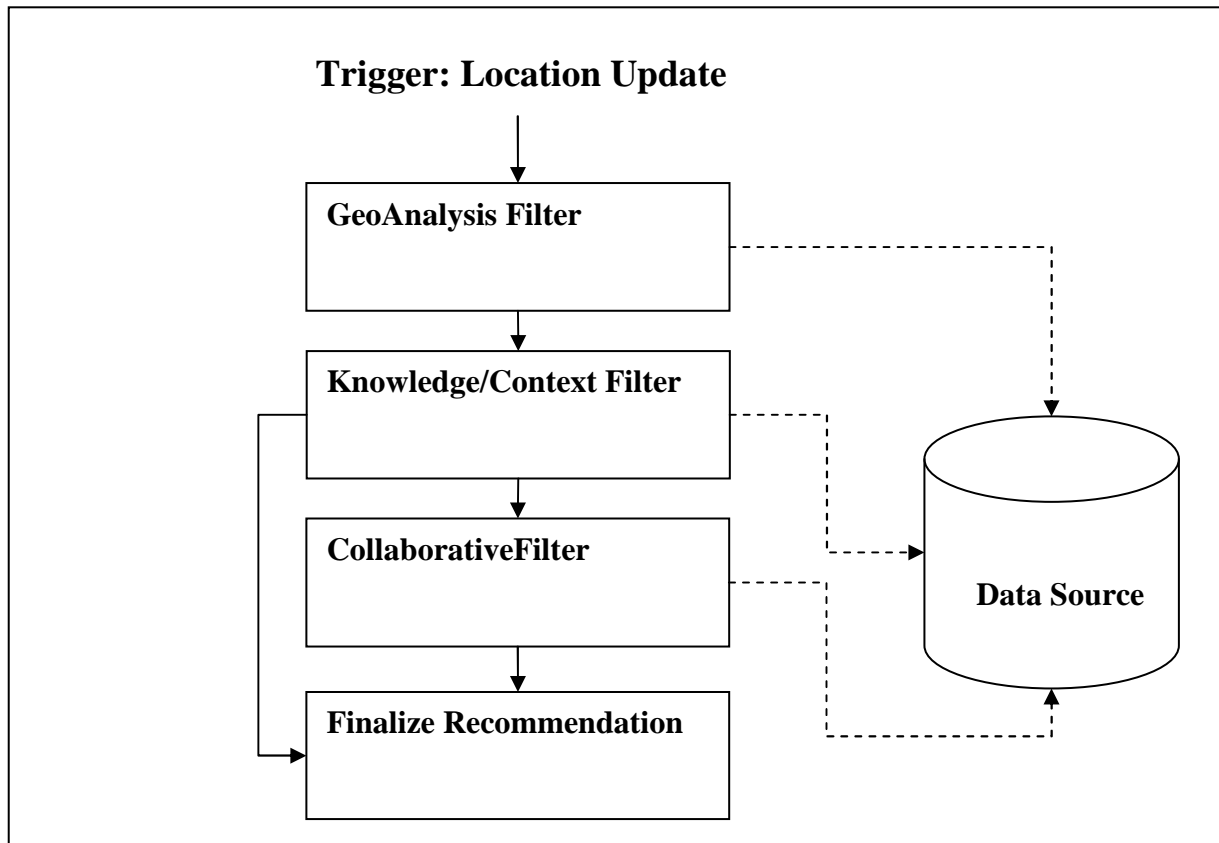 Trigger: Location Update
GeoAnalysis Filter
Knowledge/Context Filter
CollaborativeFilter
Data Source
Finalize Recommendation